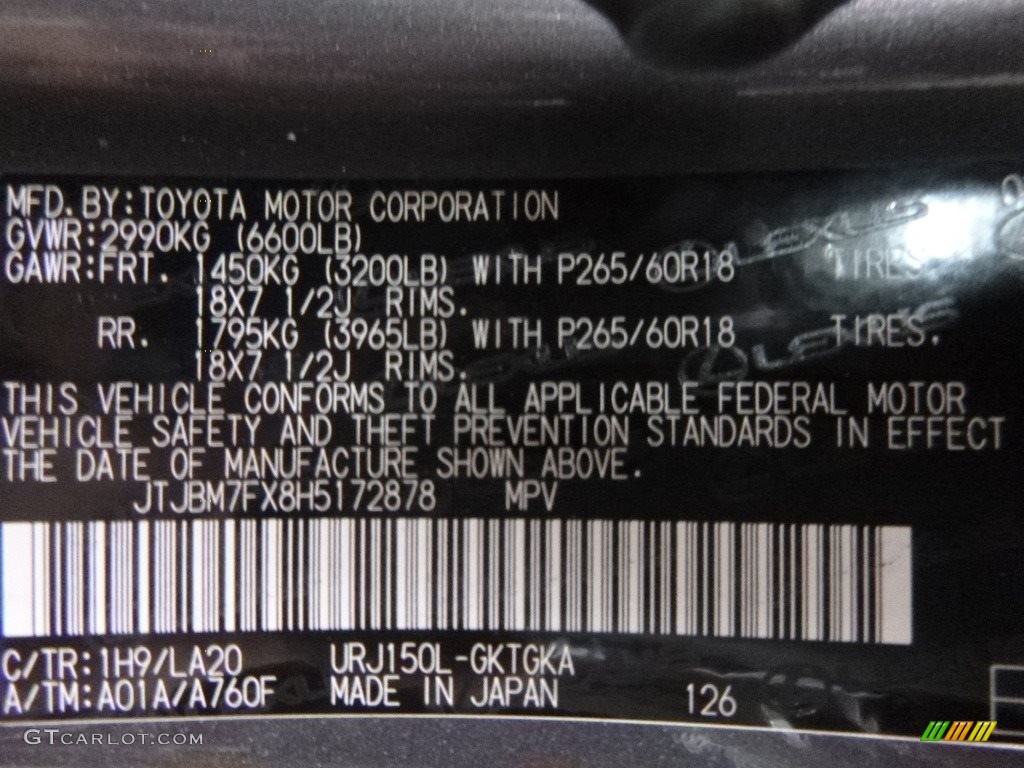 MFD. BY: TOYOTA MOTOR CORPORATION
GVWR: 2990KG (6600LB)
GAWR: FRT. 1450KG (3200LB) WITH P265/60R18 TIRES.
18X7 1/2J RIMS.
RR. 1795KG (3965LB) WITH P265/60R18 TIRES.
18X7 1/2J RIMS.
THIS VEHICLE CONFORMS TO ALL APPLICABLE FEDERAL MOTOR
VEHICLE SAFETY AND THEFT PREVENTION STANDARDS IN EFFECT
THE DATE OF MANUFACTURE SHOWN ABOVE.
JTJBM7FX8H5172878 MPV
C/TR: 1H9/LA20 URJ150L-GKTGKA
A/TM: A01A/A760F MADE IN JAPAN 126
LEXUS
LEXUS
GTCARLOT.COM